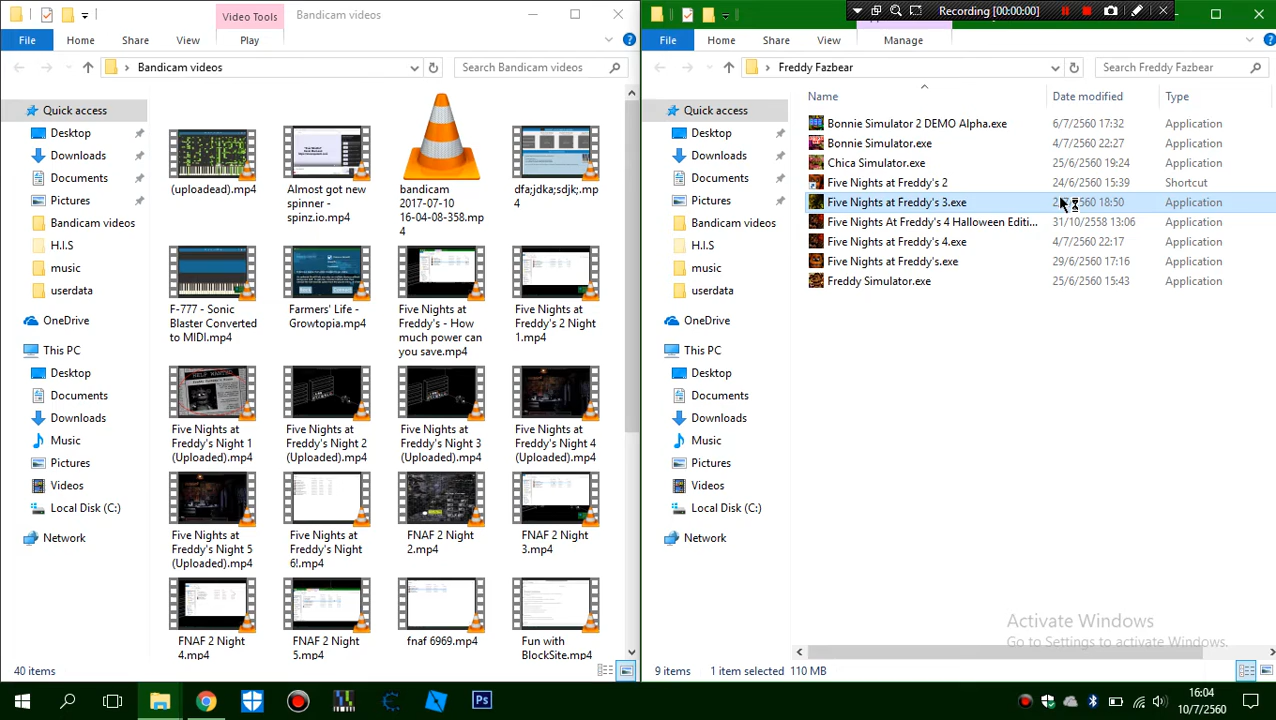 Video Tools
Bandicam videos
File
Home
Share
View
Play
Bandicam videos
Search Bandicam videos
Quick access
Desktop
Downloads
Documents
Pictures
Bandicam videos
H.I.S
music
userdata
OneDrive
This PC
Desktop
Documents
Downloads
Music
Pictures
Videos
Local Disk (C:)
Network
(uploadead).mp4
Almost got new
spinner -
spinz.io.mp4
bandicam
2017-07-10
16-04-08-358.mp
4
dfa;jdka;sdjk;.mp
4
F-777 - Sonic
Blaster Converted
to MIDI.mp4
Farmers' Life -
Growtopia.mp4
Five Nights at
Freddy's - How
much power can
you save.mp4
Five Nights at
Freddy's 2 Night
1.mp4
Five Nights at
Freddy's Night 1
(Uploaded).mp4
Five Nights at
Freddy's Night 2
(Uploaded).mp4
Five Nights at
Freddy's Night 3
(Uploaded).mp4
Five Nights at
Freddy's Night 4
(Uploaded).mp4
Five Nights at
Freddy's Night 5
(Uploaded).mp4
Five Nights at
Freddy's Night
6!.mp4
FNAF 2 Night
2.mp4
FNAF 2 Night
3.mp4
FNAF 2 Night
4.mp4
FNAF 2 Night
5.mp4
fnaf 6969.mp4
Fun with
BlockSite.mp4
40 items
Recording [00:00:00]
File
Home
Share
View
Manage
Freddy Fazbear
Search Freddy Fazbear
Quick access
Desktop
Downloads
Documents
Pictures
Bandicam videos
H.I.S
music
userdata
OneDrive
This PC
Desktop
Documents
Downloads
Music
Pictures
Videos
Local Disk (C:)
Network
Name Date modified Type
Bonnie Simulator 2 DEMO Alpha.exe 6/7/2560 17:32 Application
Bonnie Simulator.exe 4/7/2560 22:27 Application
Chica Simulator.exe 25/6/2560 19:24 Application
Five Nights at Freddy's 2 24/6/2560 15:39 Shortcut
Five Nights at Freddy's 3.exe 18:50 Application
Five Nights At Freddy's 4 Halloween Editi... 31/10/2558 13:06 Application
Five Nights at Freddy's 4.exe 4/7/2560 22:17 Application
Five Nights at Freddy's.exe 29/6/2560 17:16 Application
Freddy Simulator.exe 25/6/2560 15:43 Application
Activate Windows
Go to Settings to activate Windows.
9 items 1 item selected 110 MB
Ps
16:04
10/7/2560